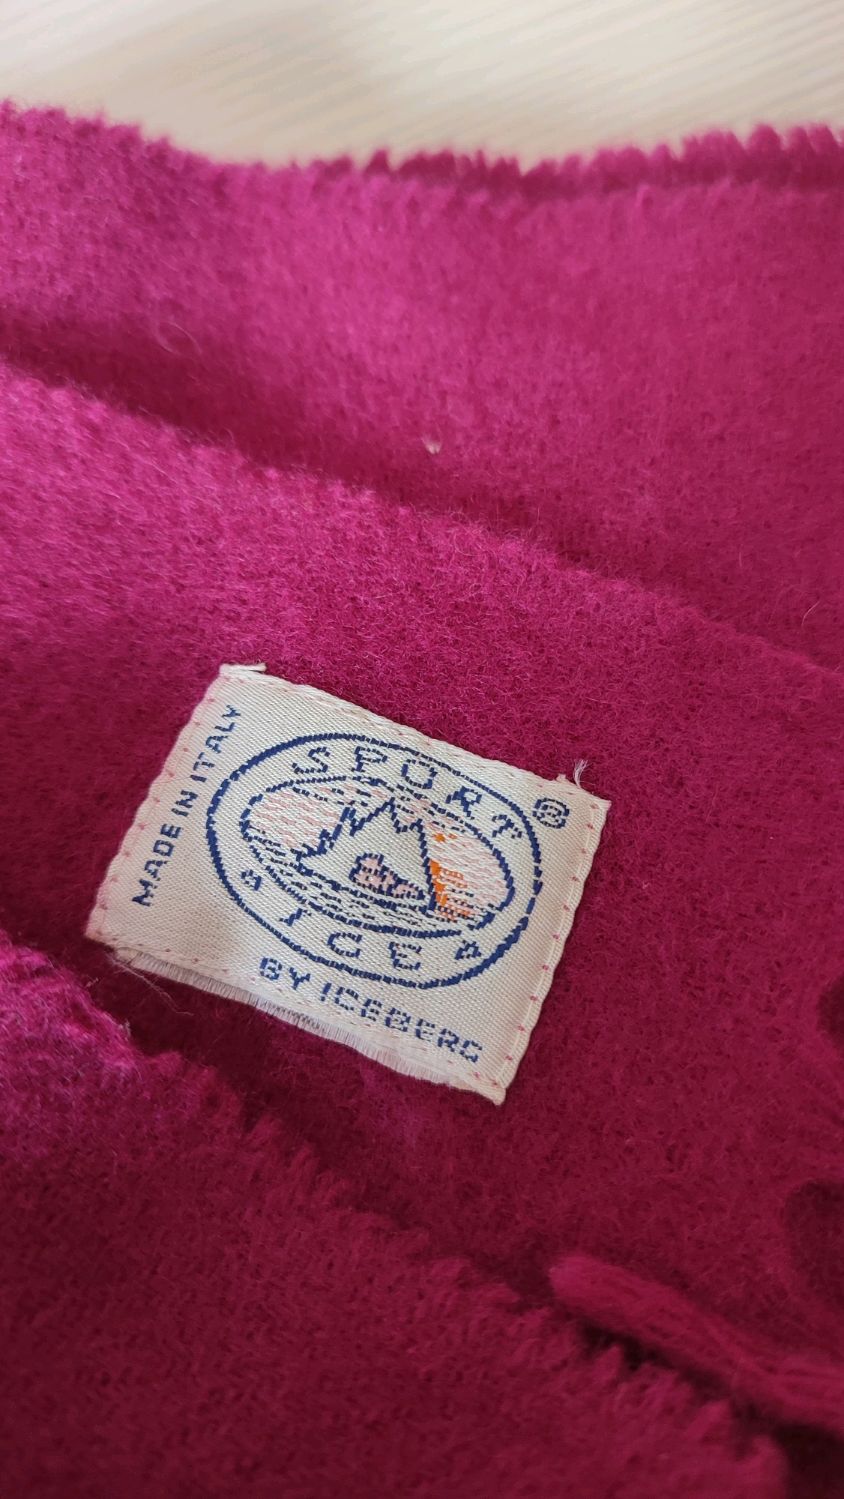 SPORT
ICE
®
MADE IN ITALY
BY ICEBERG